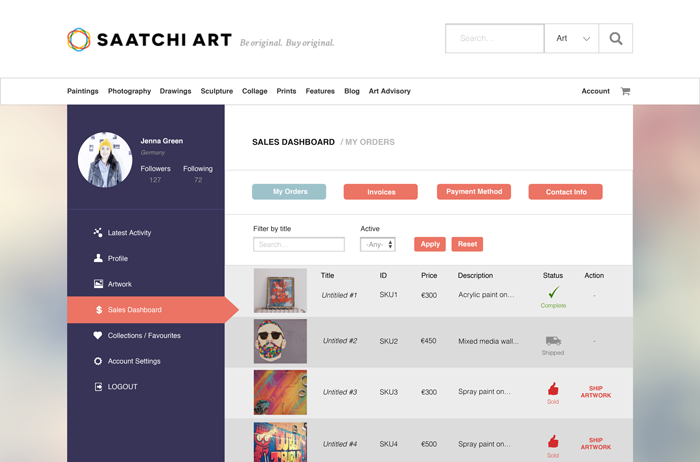 SAATCHI ART Be original. Buy original.
Search... Art
Paintings Photography Drawings Sculpture Collage Prints Features Blog Art Advisory Account
Jenna Green
Germany
Followers Following
127 72
Latest Activity
Profile
Artwork
Sales Dashboard
Collections / Favourites
Account Settings
LOGOUT
SALES DASHBOARD / MY ORDERS
My Orders Invoices Payment Method Contact Info
Filter by title Active
Search... -Any- Apply Reset
Title ID Price Description Status Action
Untitled #1 SKU1 €300 Acrylic paint on... Complete -
Untitled #2 SKU2 €450 Mixed media wall... Shipped -
Untitled #3 SKU3 €300 Spray paint on... Sold SHIP
ARTWORK
Untitled #4 SKU4 €500 Spray paint on... Sold SHIP
ARTWORK